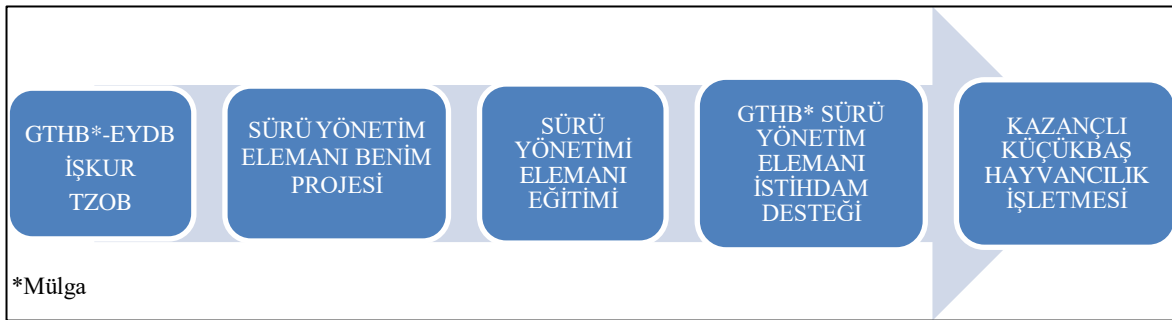 GTHB*-EYDB
İŞKUR
TZOB
SÜRÜ YÖNETİM
ELEMANI BENİM
PROJESİ
SÜRÜ
YÖNETİMİ
ELEMANI
EĞİTİMİ
GTHB* SÜRÜ
YÖNETİM
ELEMANI
İSTİHDAM
DESTEĞİ
KAZANÇLI
KÜÇÜKBAŞ
HAYVANCILIK
İŞLETMESİ
*Mülga